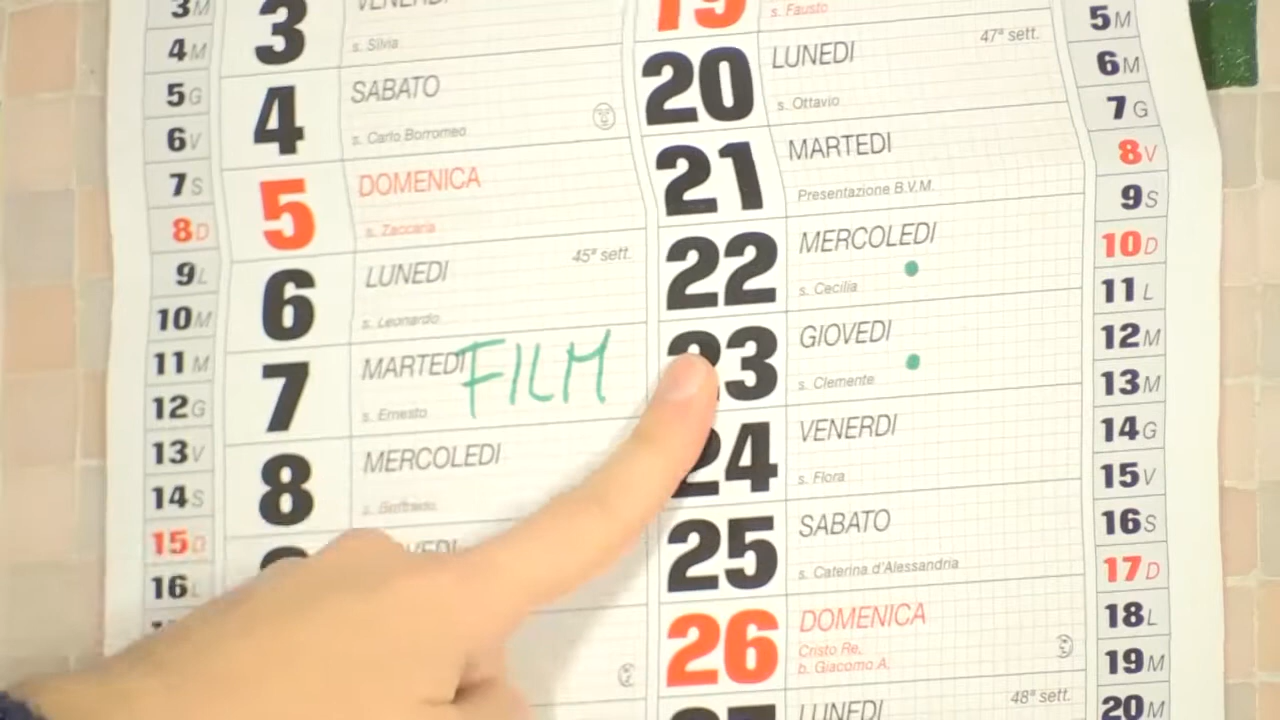 3M
4M
5G
6V
7S
8D
9L
10M
11M
12G
13V
14S
15D
16L
3 VENERDI
s. Silvia
4 SABATO
s. Carlo Borromeo
5 DOMENICA
s. Zaccaria
6 LUNEDI 45ª sett.
s. Leonardo
7 MARTEDI FILM
s. Ernesto
8 MERCOLEDI
s. Goffredo
19
s. Fausto
20 LUNEDI 47ª sett.
s. Ottavio
21 MARTEDI
Presentazione B.V.M.
22 MERCOLEDI
s. Cecilia
23 GIOVEDI
s. Clemente
24 VENERDI
s. Flora
25 SABATO
s. Caterina d'Alessandria
26 DOMENICA
Cristo Re,
b. Giacomo A.
LUNEDI 48ª sett.
5M
6M
7G
8V
9S
10D
11L
12M
13M
14G
15V
16S
17D
18L
19M
20M